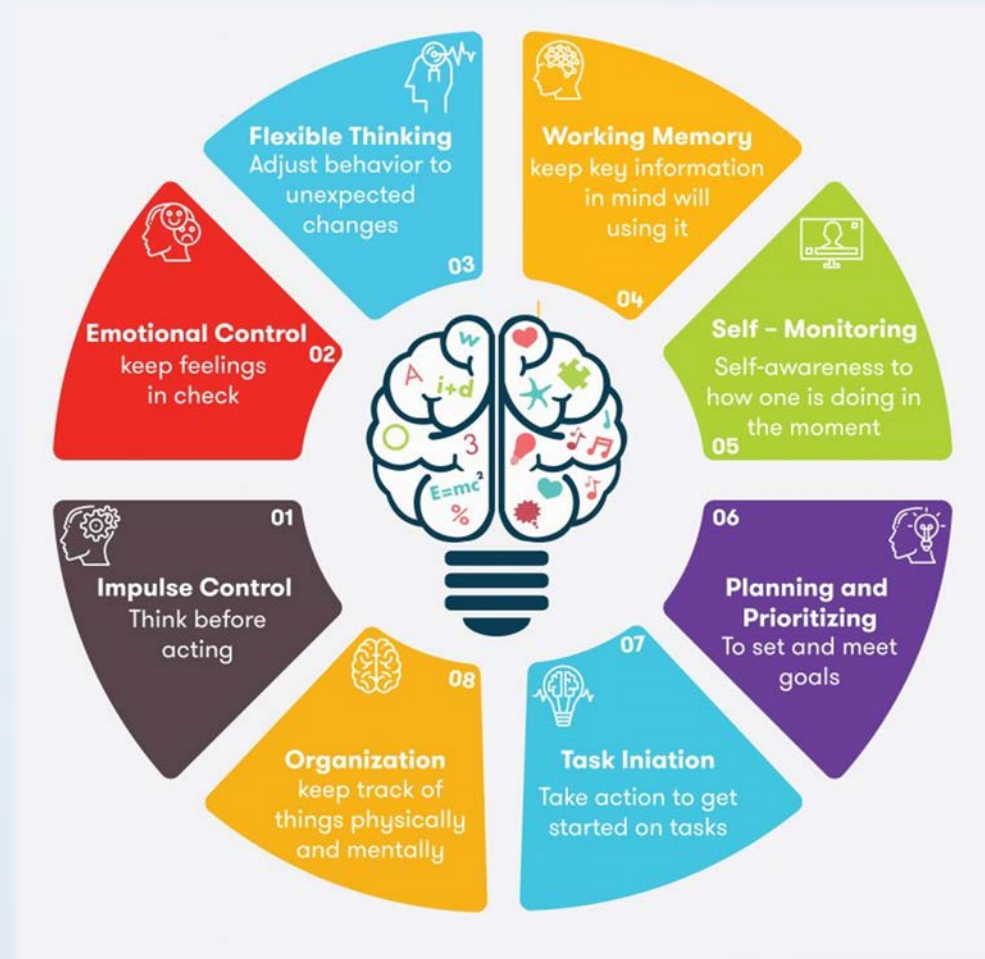 Flexible Thinking
Adjust behavior to
unexpected
changes
03
Working Memory
keep key information
in mind will
using it
04
Emotional Control
02
keep feelings
in check
Self – Monitoring
Self-awareness to
how one is doing in
the moment
05
W
A
i+d
3
E=mc²
%
01
Impulse Control
Think before
acting
06
Planning and
Prioritizing
To set and meet
goals
08
Organization
keep track of
things physically
and mentally
07
Task Iniation
Take action to get
started on tasks